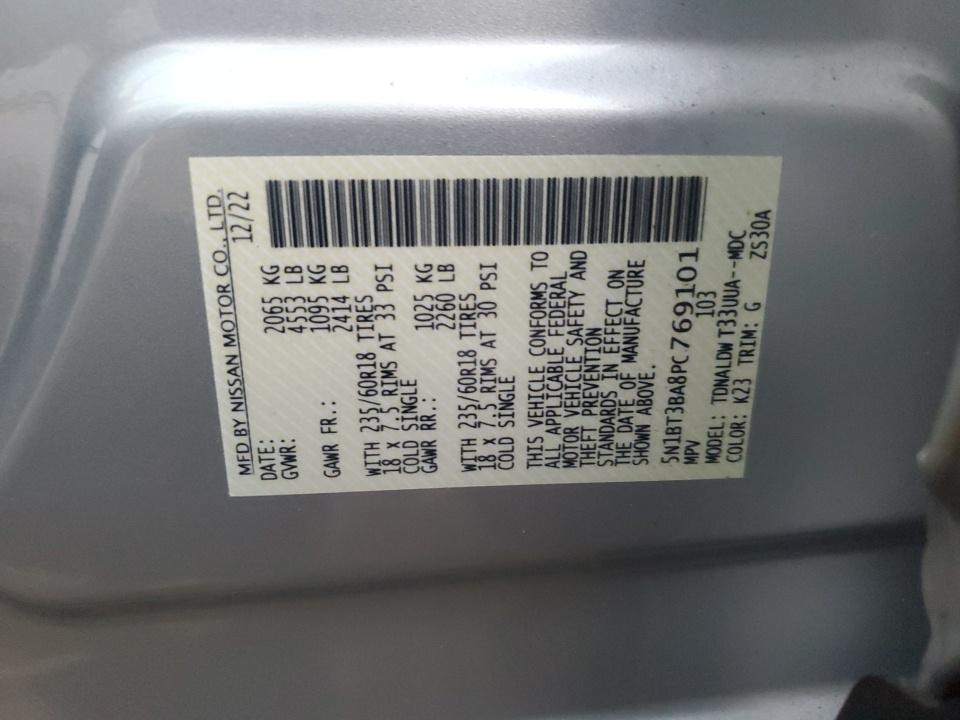 MFD BY NISSAN MOTOR CO., LTD.
DATE: 12/22
GVWR: 2065 KG
4553 LB
GAWR FR.: 1095 KG
2414 LB
WITH 235/60R18 TIRES
18 X 7.5 RIMS AT 33 PSI
COLD SINGLE
GAWR RR.: 1025 KG
2260 LB
WITH 235/60R18 TIRES
18 X 7.5 RIMS AT 30 PSI
COLD SINGLE
THIS VEHICLE CONFORMS TO
ALL APPLICABLE FEDERAL
MOTOR VEHICLE SAFETY AND
THEFT PREVENTION
STANDARDS IN EFFECT ON
THE DATE OF MANUFACTURE
SHOWN ABOVE.
5N1BT3BA8PC769101
MPV 103
MODEL: TDNALDW T33UUA--MDC
COLOR: K23 TRIM: G ZS30A